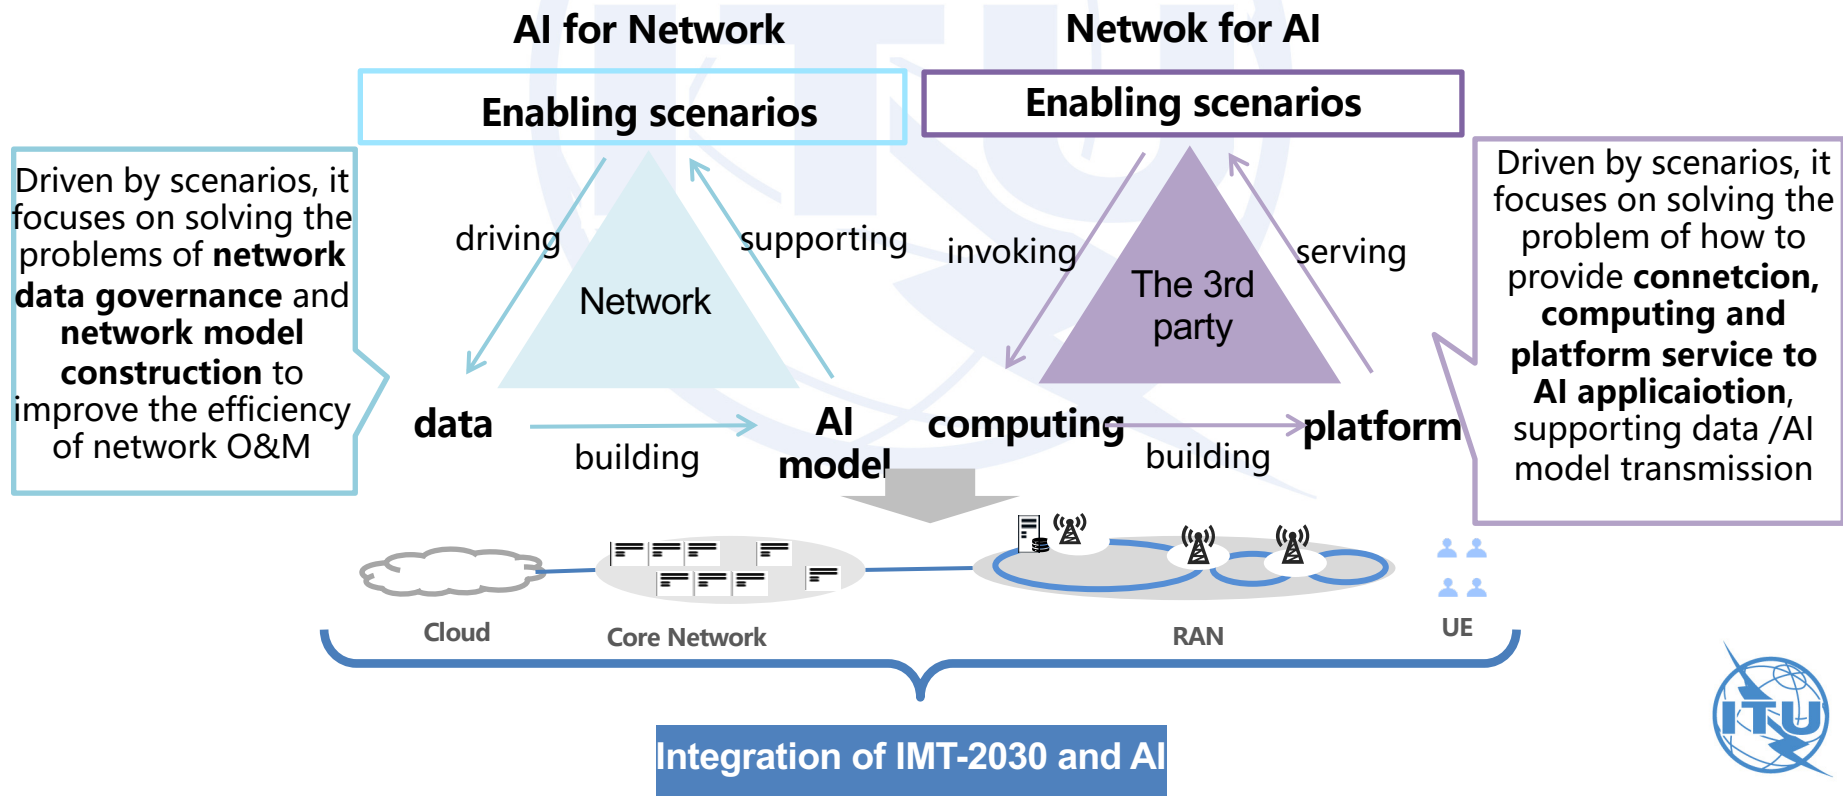 AI for Network
Netwok for AI
Enabling scenarios
Enabling scenarios
Driven by scenarios, it
focuses on solving the
problems of network
data governance and
network model
construction to
improve the efficiency
of network O&M
driving
supporting
Network
data
building
AI
model
invoking
serving
The 3rd
party
computing
building
platform
Driven by scenarios, it
focuses on solving the
problem of how to
provide connetcion,
computing and
platform service to
AI applicaiotion,
supporting data /AI
model transmission
Cloud
Core Network
RAN
UE
Integration of IMT-2030 and AI
ITU
ITU